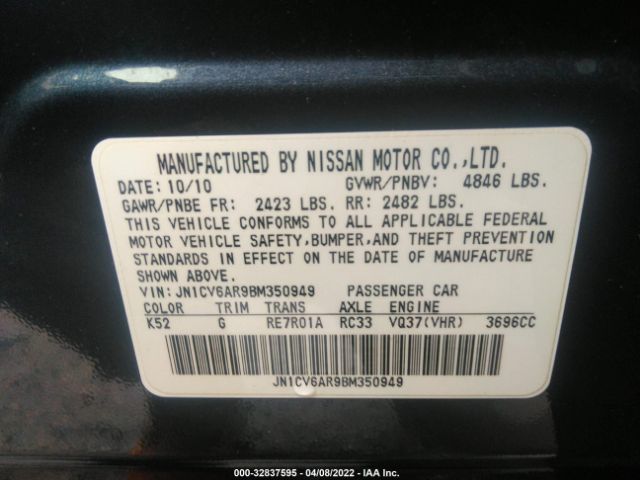 MANUFACTURED BY NISSAN MOTOR CO.,LTD.
DATE: 10/10 GVWR/PNBV: 4846 LBS.
GAWR/PNBE FR: 2423 LBS. RR: 2482 LBS.
THIS VEHICLE CONFORMS TO ALL APPLICABLE FEDERAL
MOTOR VEHICLE SAFETY,BUMPER,AND THEFT PREVENTION
STANDARDS IN EFFECT ON THE DATE OF MANUFACTURE
SHOWN ABOVE.
VIN: JN1CV6AR9BM350949 PASSENGER CAR
COLOR TRIM TRANS AXLE ENGINE
K52 G RE7R01A RC33 VQ37(VHR) 3696CC
JN1CV6AR9BM350949
000-32837595 - 04/08/2022 - IAA Inc.